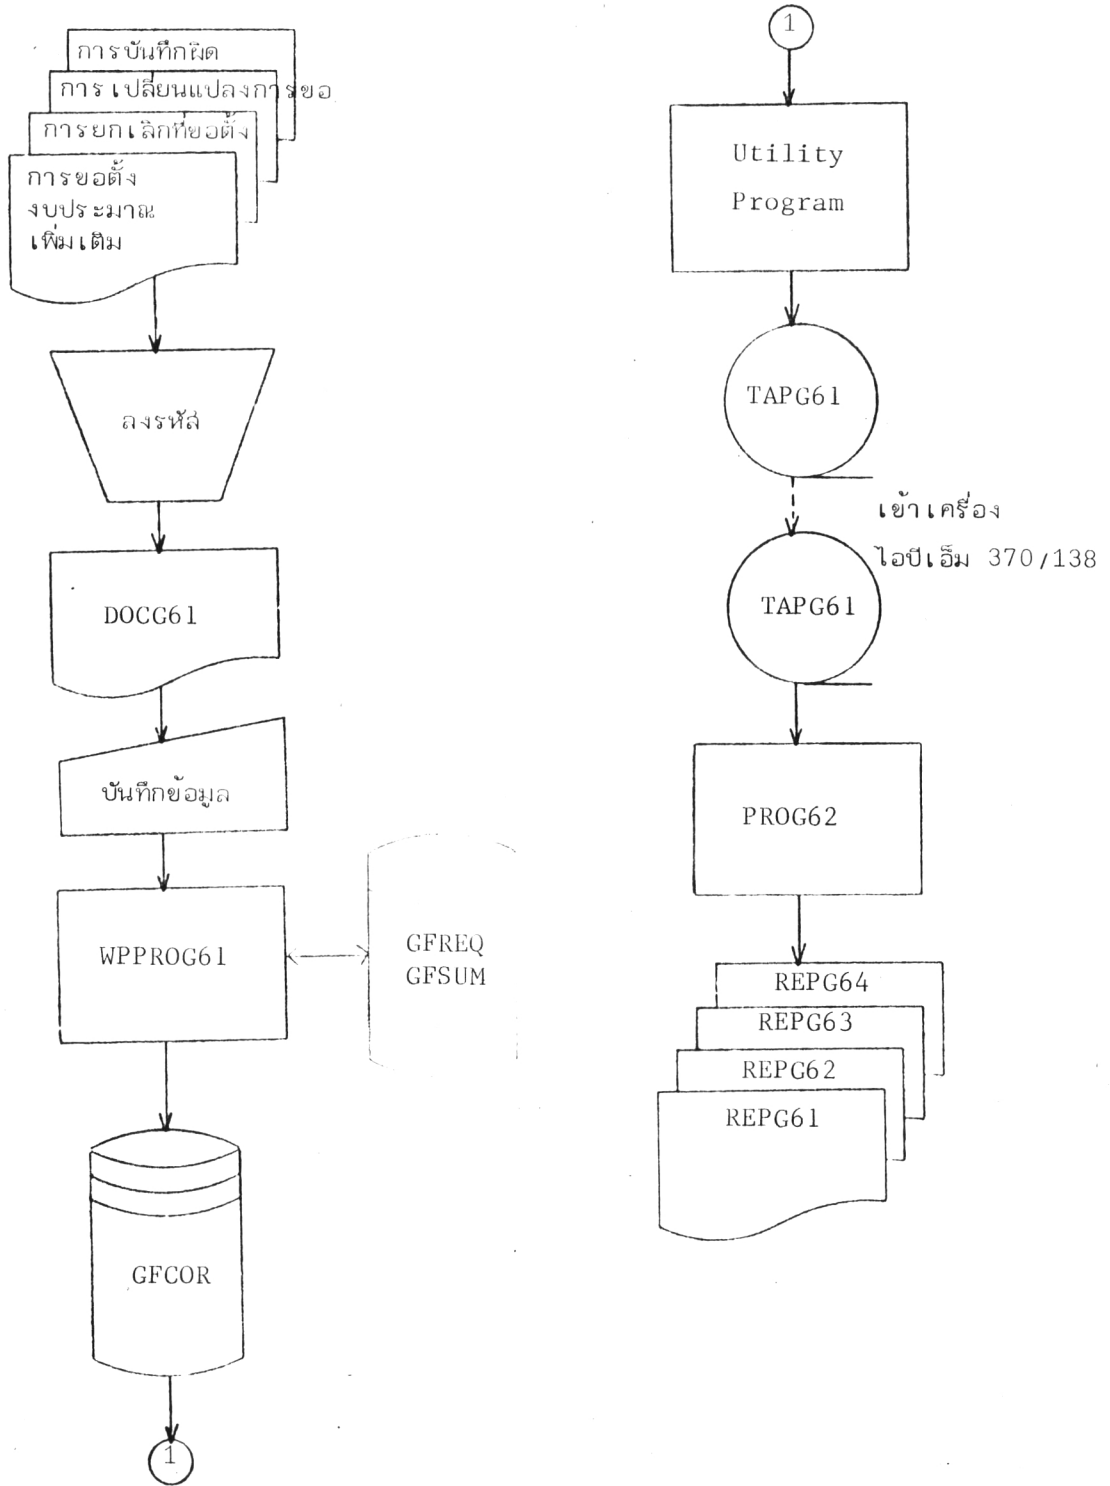 การบันทึกผิด
การเปลี่ยนแปลงการขอ
การยกเลิกที่ขอตั้ง
การขอตั้ง
งบประมาณ
เพิ่มเติม
ลงรหัส
DOCG61
บันทึกข้อมูล
WPPROG61
GFREQ
GFSUM
GFCOR
1
1
Utility
Program
TAPG61
เข้าเครื่อง
ไอบีเอ็ม 370/138
TAPG61
PROG62
REPG64
REPG63
REPG62
REPG61